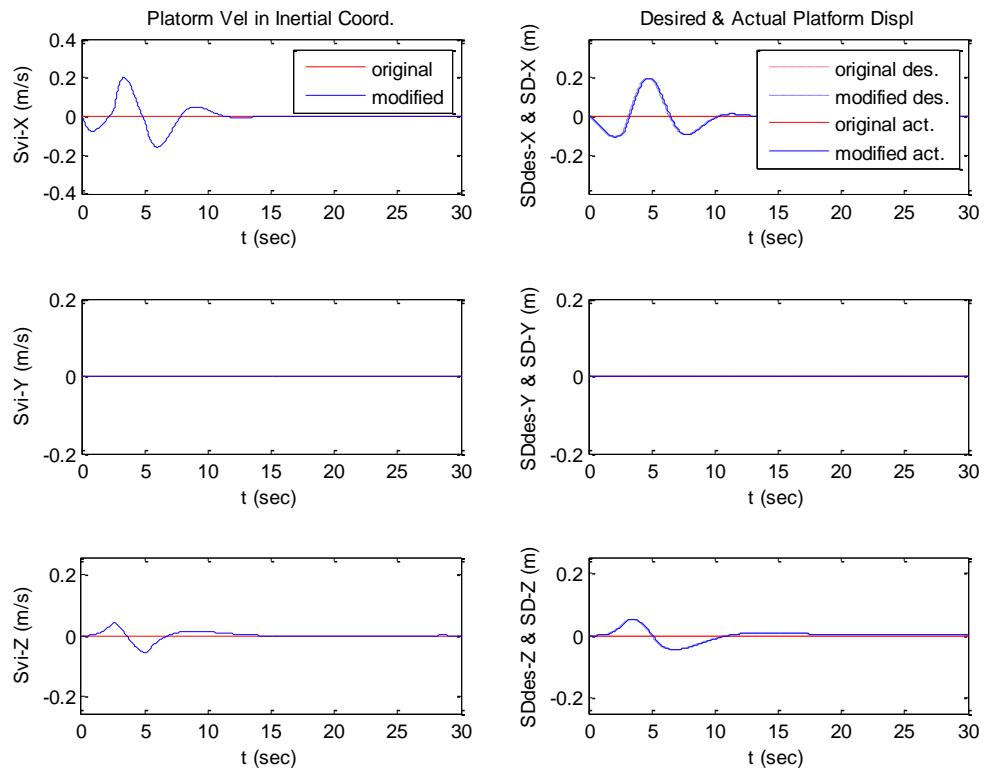 Platorm Vel in Inertial Coord.
Svi-X (m/s)
0.4
0.2
0
-0.2
-0.4
original
modified
0 5 10 15 20 25 30
t (sec)
Desired & Actual Platform Displ
SDdes-X & SD-X (m)
0.4
0.2
0
-0.2
original des.
modified des.
original act.
modified act.
0 5 10 15 20 25 30
t (sec)
Svi-Y (m/s)
0.2
0
-0.2
0 5 10 15 20 25 30
t (sec)
SDdes-Y & SD-Y (m)
0.2
0
-0.2
0 5 10 15 20 25 30
t (sec)
Svi-Z (m/s)
0.2
0
-0.2
0 5 10 15 20 25 30
t (sec)
SDdes-Z & SD-Z (m)
0.2
0
-0.2
0 5 10 15 20 25 30
t (sec)